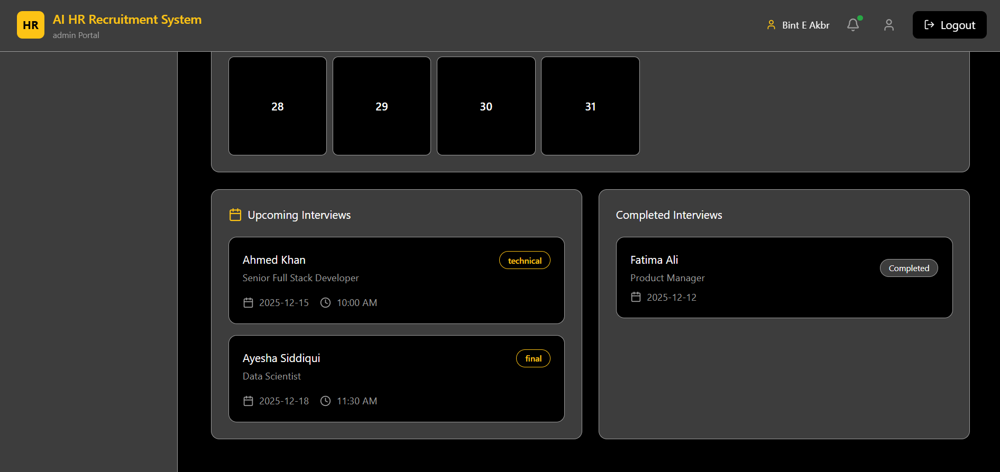 HR
AI HR Recruitment System
admin Portal
Bint E Akbr
Logout
28
29
30
31
Upcoming Interviews
Ahmed Khan
technical
Senior Full Stack Developer
2025-12-15
10:00 AM
Ayesha Siddiqui
final
Data Scientist
2025-12-18
11:30 AM
Completed Interviews
Fatima Ali
Completed
Product Manager
2025-12-12